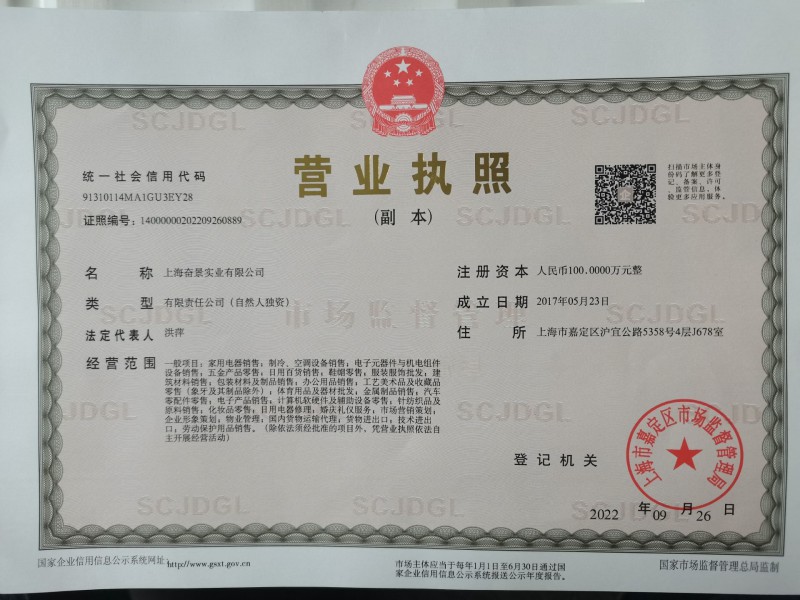 营业执照
（副 本）
统一社会信用代码
91310114MA1GU3EY28
证照编号：14000000202209260889
扫描市场主体身
份码了解更多登
记、备案、许可
、监管信息，体
验更多应用服务。
名 称 上海奋景实业有限公司
类 型 有限责任公司（自然人独资）
法定代表人 洪萍
经营范围 一般项目：家用电器销售；制冷、空调设备销售；电子元器件与机电组件
设备销售；五金产品零售；日用百货销售；鞋帽零售；服装服饰批发；建
筑材料销售；包装材料及制品销售；办公用品销售；工艺美术品及收藏品
零售（象牙及其制品除外）；体育用品及器材批发；金属制品销售；汽车
零配件零售；电子产品销售；计算机软硬件及辅助设备零售；针纺织品及
原料销售；化妆品零售；日用电器修理；婚庆礼仪服务；市场营销策划；
企业形象策划；物业管理；国内货物运输代理；货物进出口；技术进出
口；劳动保护用品销售。（除依法须经批准的项目外，凭营业执照依法自
主开展经营活动）
注册资本 人民币100.0000万元整
成立日期 2017年05月23日
住 所 上海市嘉定区沪宜公路5358号4层J678室
登记机关
上海市嘉定区市场监督管理局
2022 年 09 月 26 日
国家企业信用信息公示系统网址：http://www.gsxt.gov.cn
市场主体应当于每年1月1日至6月30日通过国
家企业信用信息公示系统报送公示年度报告。
国家市场监督管理总局监制
SCJDGL
市场监督管理